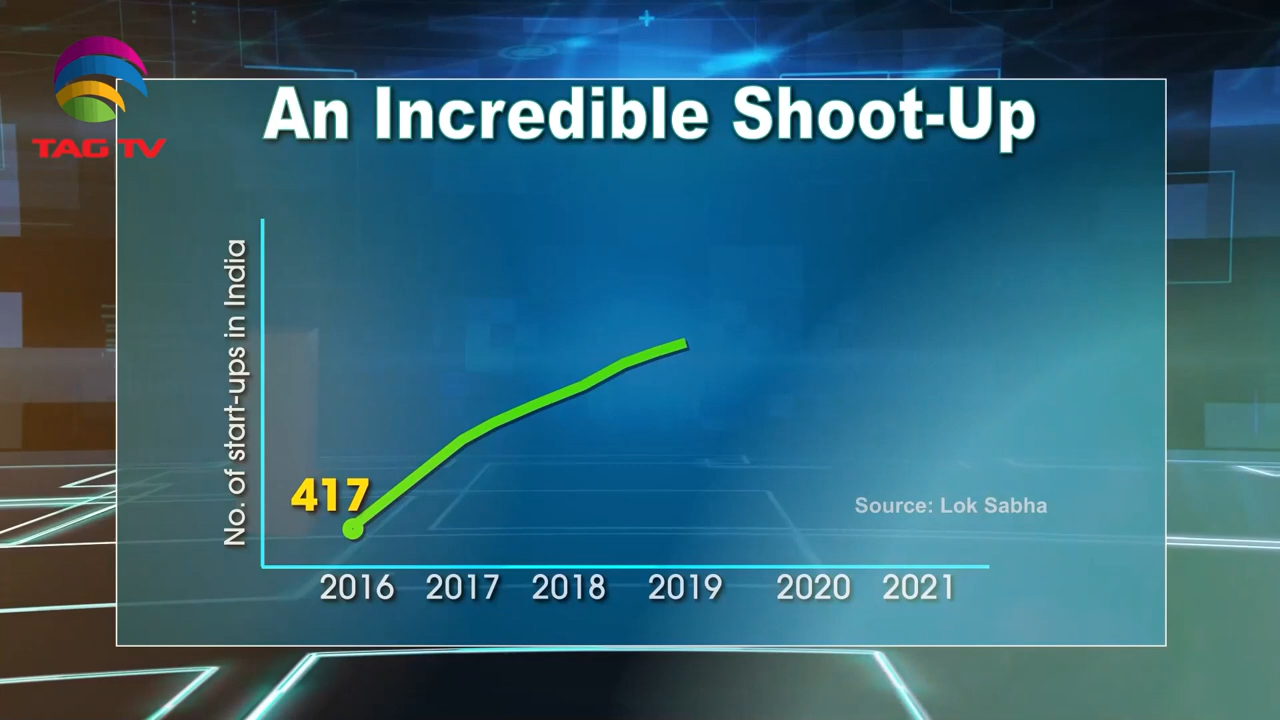 TAG TV
An Incredible Shoot-Up
No. of start-ups in India
417
Source: Lok Sabha
2016 2017 2018 2019 2020 2021